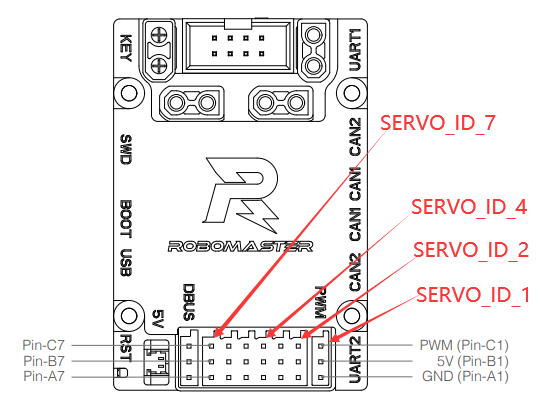 KEY
UART1
SERVO_ID_7
SWD
CAN2
CAN1
SERVO_ID_4
BOOT
CAN1
ROBOMASTER
USB
CAN2
SERVO_ID_2
DBUS
PWM
SERVO_ID_1
5V
RST
UART2
Pin-C7
PWM (Pin-C1)
Pin-B7
5V (Pin-B1)
Pin-A7
GND (Pin-A1)